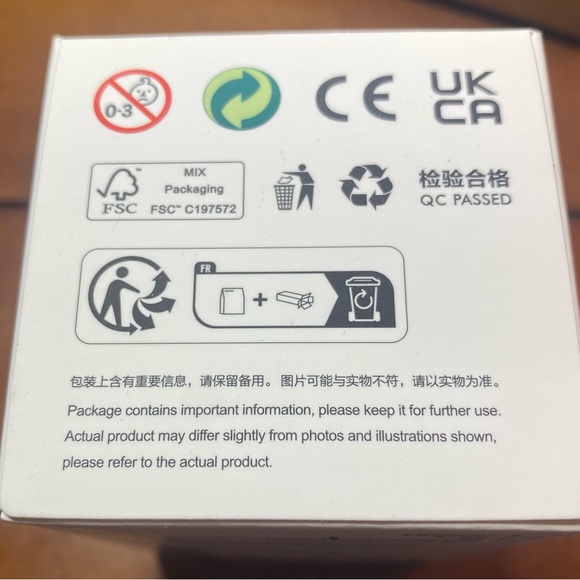 0-3
CE
UK
CA
MIX
Packaging
FSC™ C197572
FSC
检验合格
QC PASSED
FR
+
包装上含有重要信息，请保留备用。图片可能与实物不符，请以实物为准。
Package contains important information, please keep it for further use.
Actual product may differ slightly from photos and illustrations shown,
please refer to the actual product.